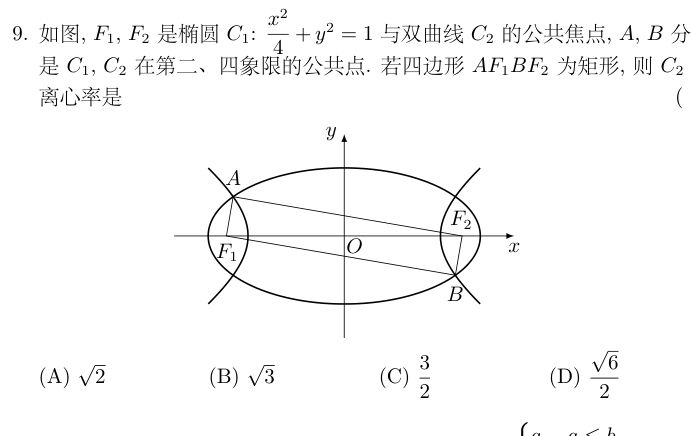 9. 如图, F₁, F₂ 是椭圆 C₁: x²/4 + y² = 1 与双曲线 C₂ 的公共焦点, A, B 分
是 C₁, C₂ 在第二、四象限的公共点. 若四边形 AF₁BF₂ 为矩形, 则 C₂
离心率是 (
y
A
F₂
F₁
O
x
B
(A) √2 (B) √3 (C) 3/2 (D) √6/2